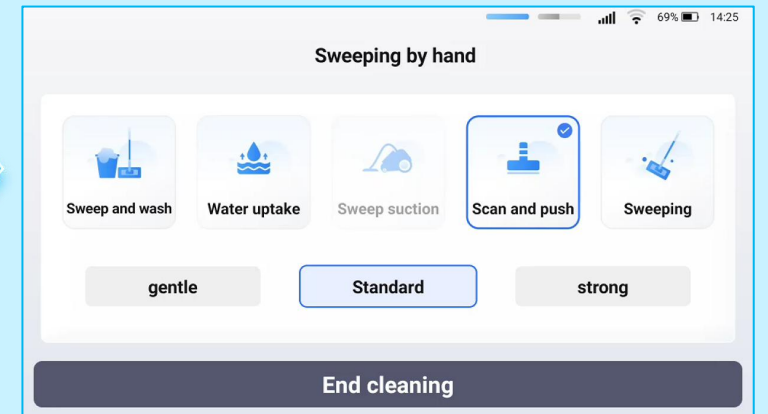 69% 14:25
Sweeping by hand
Sweep and wash Water uptake Sweep suction Scan and push Sweeping
gentle Standard strong
End cleaning